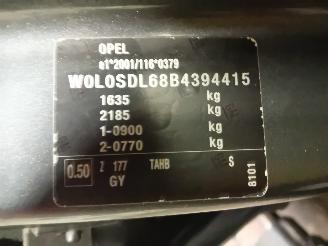 OPEL
e1*2001/116*0379
W0L0SDL68B4394415
1635 kg
2185 kg
1-0900 kg
2-0770 kg
0.50 Z 177 TAHB S
GY
8101